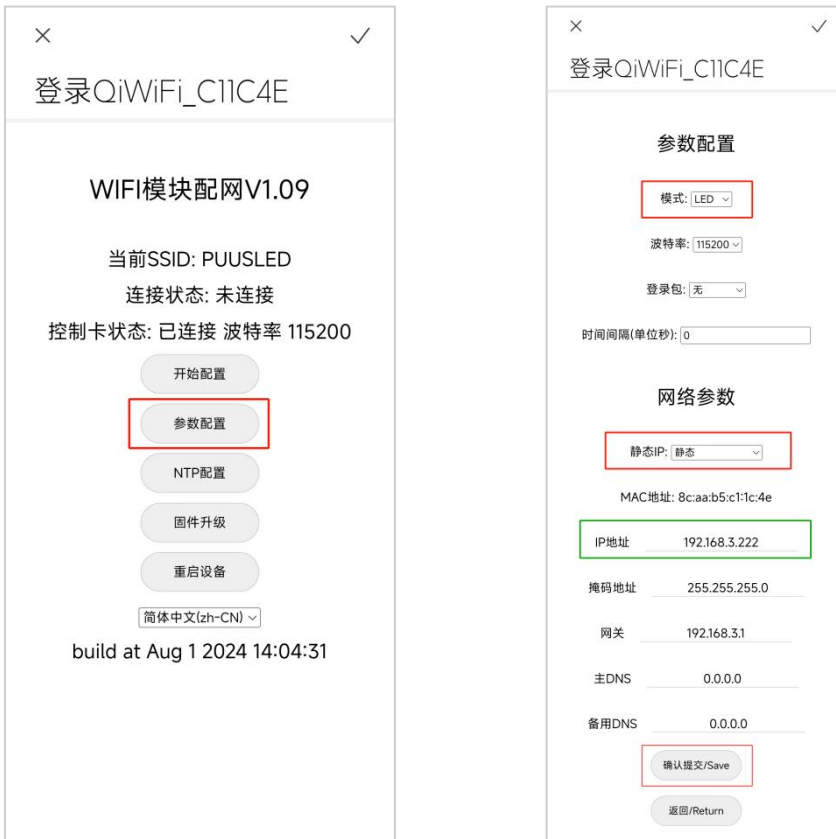 登录QiWiFi_C11C4E
WIFI模块配网V1.09
当前SSID: PUUSLED
连接状态: 未连接
控制卡状态: 已连接 波特率 115200
开始配置
参数配置
NTP配置
固件升级
重启设备
简体中文(zh-CN)
build at Aug 1 2024 14:04:31
登录QiWiFi_C11C4E
参数配置
模式: LED
波特率: 115200
登录包: 无
时间间隔(单位秒): 0
网络参数
静态IP: 静态
MAC地址: 8c:aa:b5:c1:1c:4e
IP地址 192.168.3.222
掩码地址 255.255.255.0
网关 192.168.3.1
主DNS 0.0.0.0
备用DNS 0.0.0.0
确认提交/Save
返回/Return